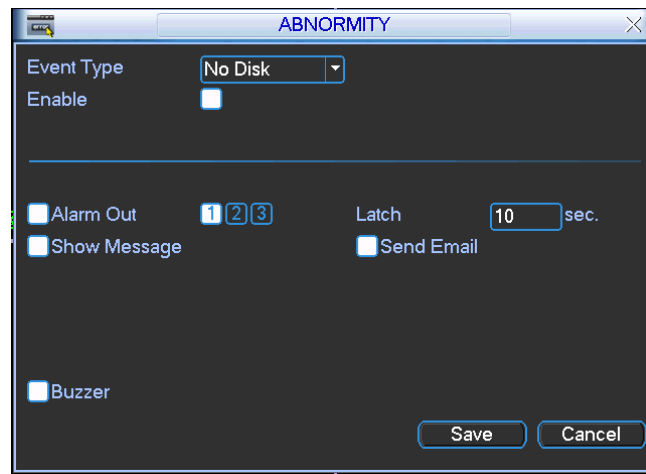 error
ABNORMITY
Event Type No Disk
Enable
Alarm Out 1 2 3 Latch 10 sec.
Show Message Send Email
Buzzer
Save Cancel